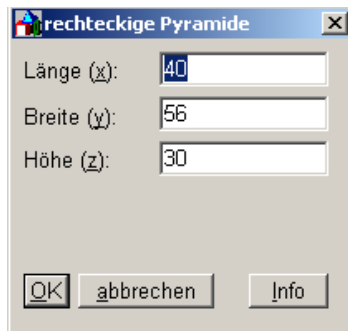 rechteckige Pyramide
Länge (x): 40
Breite (y): 56
Höhe (z): 30
OK abbrechen Info